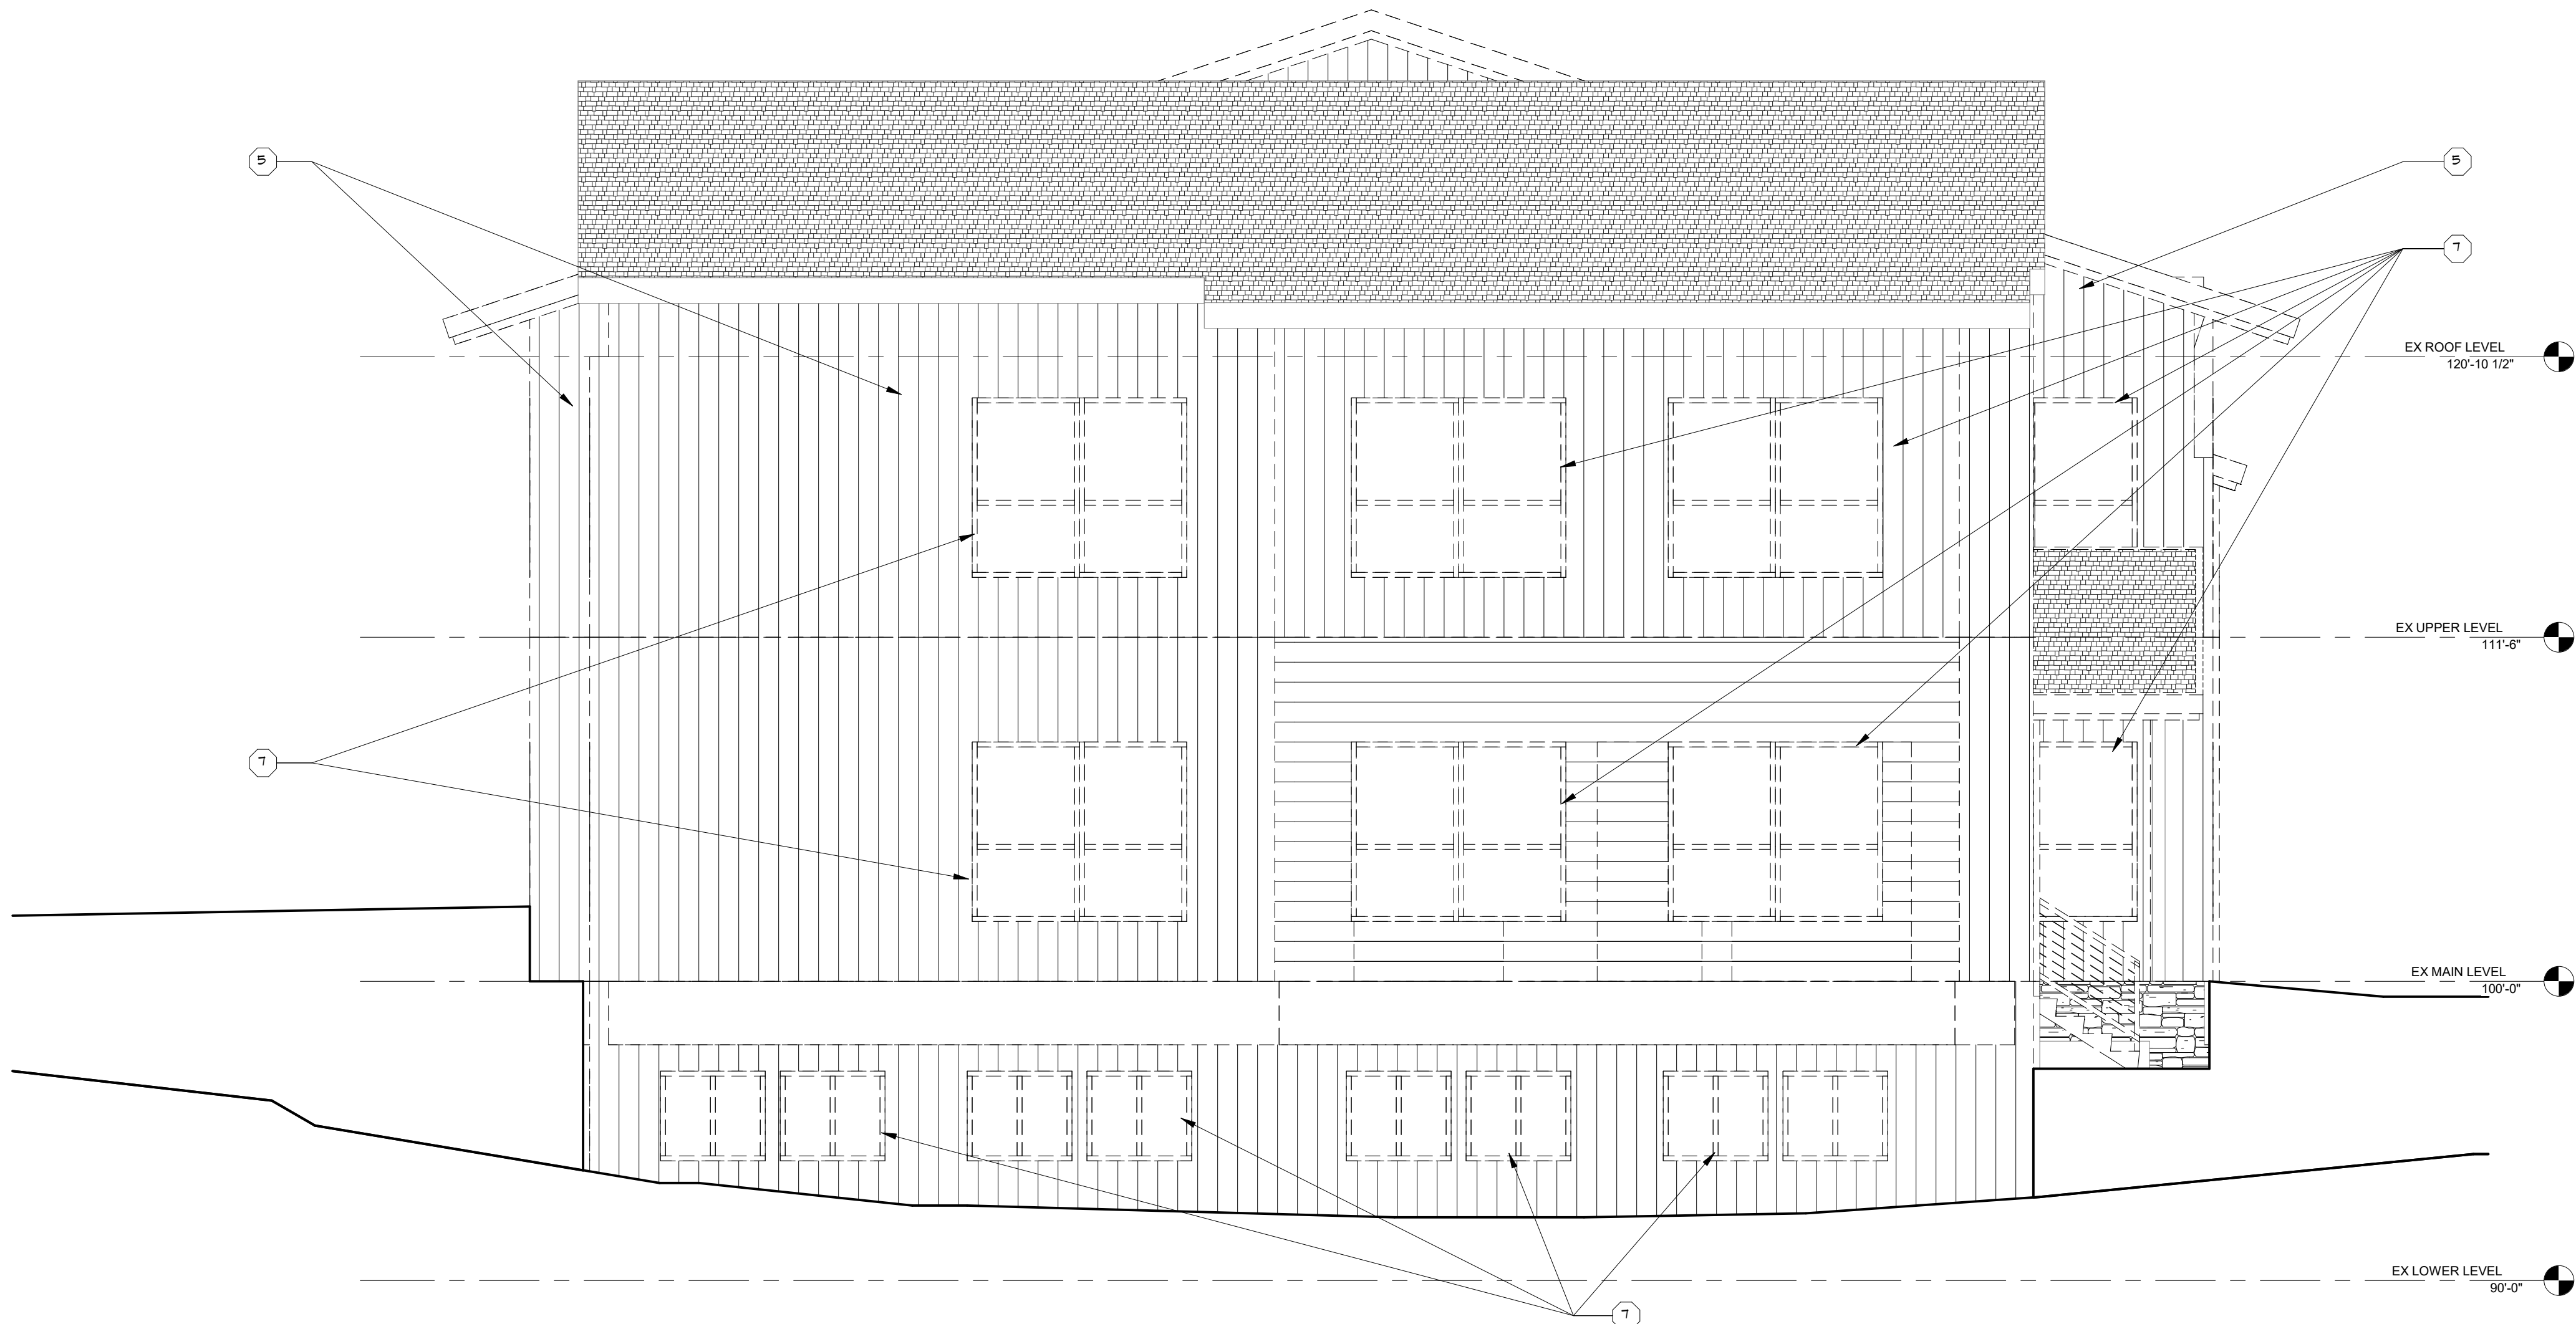 5
5
7
EX ROOF LEVEL
120'-10 1/2"
EX UPPER LEVEL
111'-6"
7
EX MAIN LEVEL
100'-0"
EX LOWER LEVEL
90'-0"
7